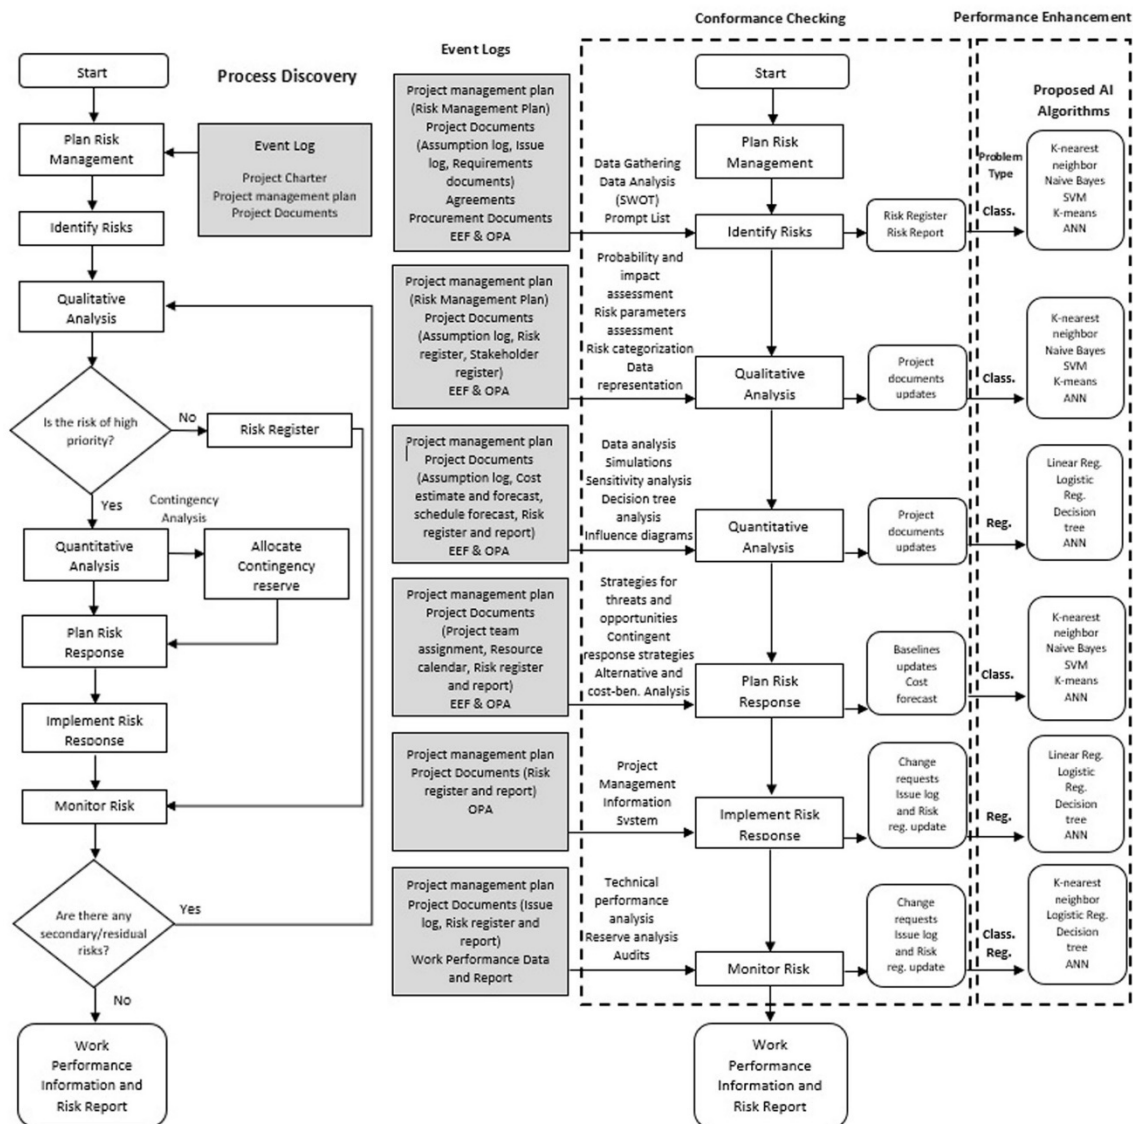 Conformance Checking
Performance Enhancement
Process Discovery
Start
Plan Risk
Management
Event Log
Project Charter
Project management plan
Project Documents
Identify Risks
Qualitative
Analysis
Is the risk of high
priority?
No
Risk Register
Yes
Contingency
Analysis
Quantitative
Analysis
Allocate
Contingency
reserve
Plan Risk
Response
Implement Risk
Response
Monitor Risk
Are there any
secondary/residual
risks?
Yes
No
Work
Performance
Information and
Risk Report
Event Logs
Project management plan
(Risk Management Plan)
Project Documents
(Assumption log, Issue
log, Requirements
documents)
Agreements
Procurement Documents
EEF & OPA
Project management plan
(Risk Management Plan)
Project Documents
(Assumption log, Risk
register, Stakeholder
register)
EEF & OPA
Project management plan
Project Documents
(Assumption log, Cost
estimate and forecast,
schedule forecast, Risk
register and report)
EEF & OPA
Project management plan
Project Documents
(Project team
assignment, Resource
calendar, Risk register
and report)
EEF & OPA
Project management plan
Project Documents (Risk
register and report)
OPA
Project management plan
Project Documents (Issue
log, Risk register and
report)
Work Performance Data
and Report
Data Gathering
Data Analysis
(SWOT)
Prompt List
Probability and
impact
assessment
Risk parameters
assessment
Risk categorization
Data
representation
Data analysis
Simulations
Sensitivity analysis
Decision tree
analysis
Influence diagrams
Strategies for
threats and
opportunities
Contingent
response strategies
Alternative and
cost-ben. Analysis
Project
Management
Information
System
Technical
performance
analysis
Reserve analysis
Audits
Start
Plan Risk
Management
Identify Risks
Qualitative
Analysis
Quantitative
Analysis
Plan Risk
Response
Implement Risk
Response
Monitor Risk
Work
Performance
Information and
Risk Report
Risk Register
Risk Report
Project
documents
updates
Project
documents
updates
Baselines
updates
Cost
forecast
Change
requests
Issue log
and Risk
reg. update
Change
requests
Issue log
and Risk
reg. update
Proposed AI
Algorithms
Problem
Type
Class.
K-nearest
neighbor
Naive Bayes
SVM
K-means
ANN
Class.
K-nearest
neighbor
Naive Bayes
SVM
K-means
ANN
Reg.
Linear Reg.
Logistic
Reg.
Decision
tree
ANN
Class.
K-nearest
neighbor
Naive Bayes
SVM
K-means
ANN
Reg.
Linear Reg.
Logistic
Reg.
Decision
tree
ANN
Class.
Reg.
K-nearest
neighbor
Logistic Reg.
Decision
tree
ANN